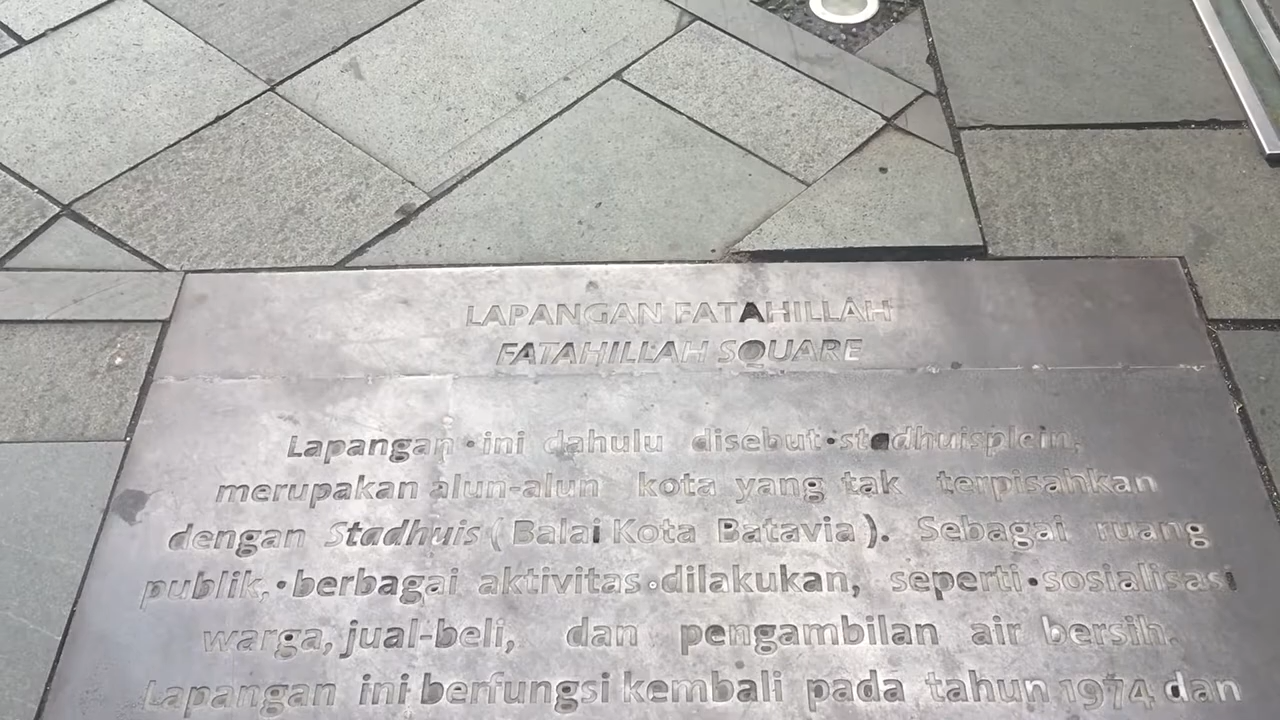 LAPANGAN FATAHILLAH
FATAHILLAH SQUARE
Lapangan ini dahulu disebut stadhuisplein,
merupakan alun-alun kota yang tak terpisahkan
dengan Stadhuis (Balai Kota Batavia). Sebagai ruang
publik, berbagai aktivitas dilakukan, seperti sosialisasi
warga, jual-beli, dan pengambilan air bersih.
Lapangan ini berfungsi kembali pada tahun 1974 dan